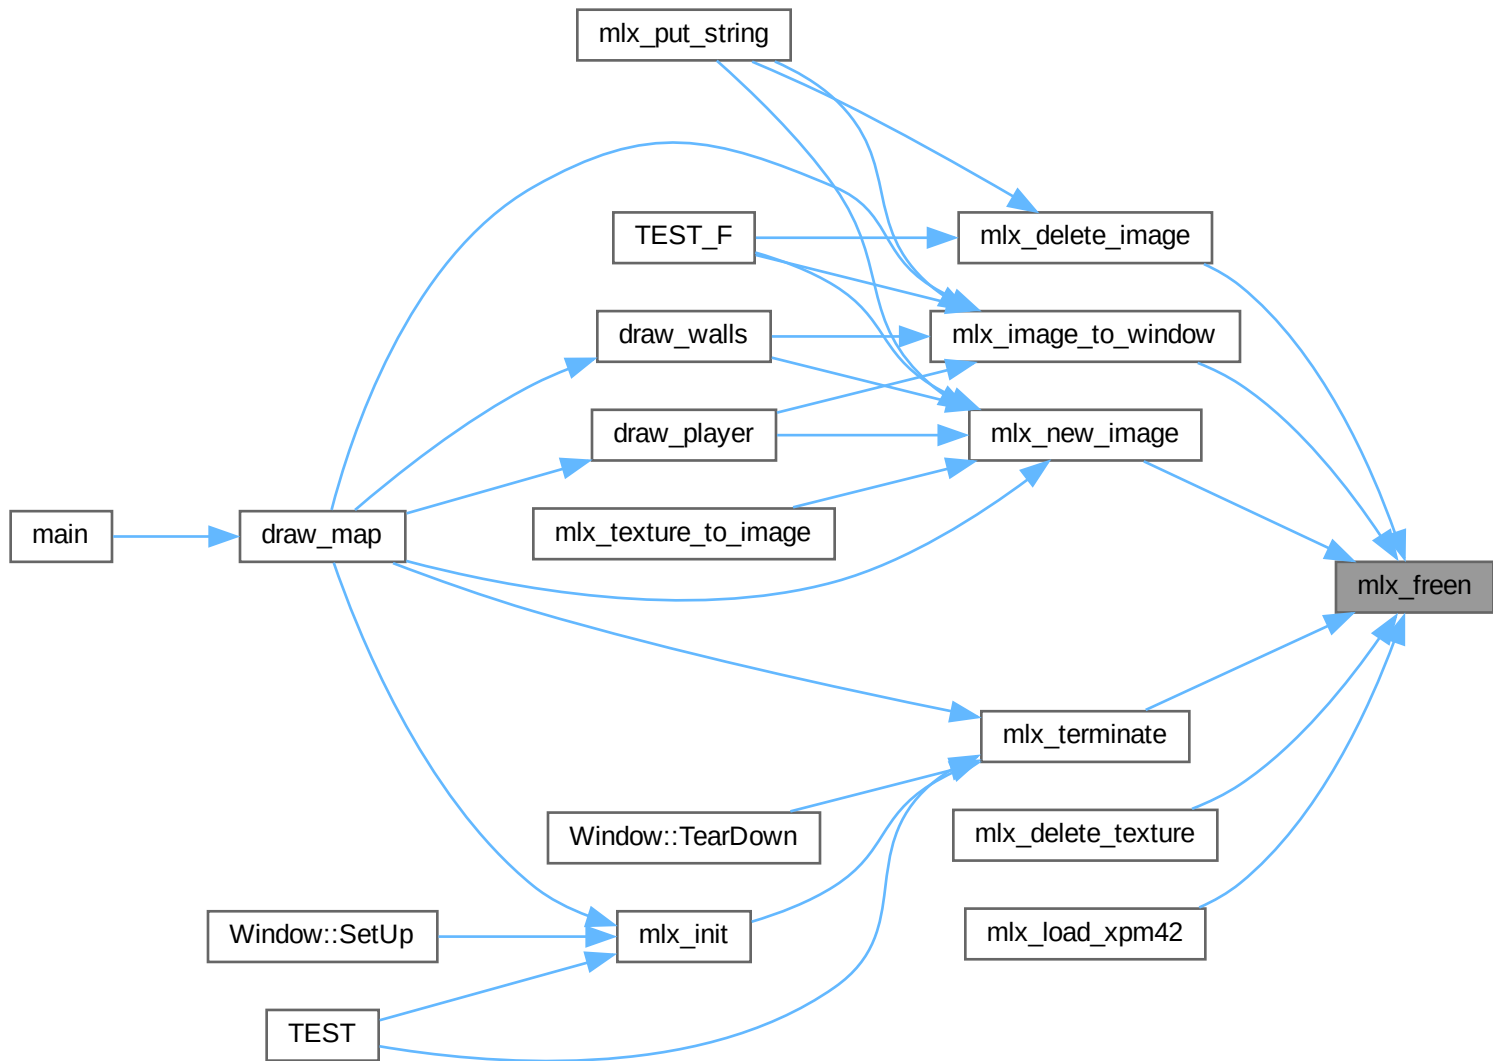 mlx_put_string
TEST_F
mlx_delete_image
draw_walls
mlx_image_to_window
draw_player
mlx_new_image
main
draw_map
mlx_texture_to_image
mlx_freen
mlx_terminate
Window::TearDown
mlx_delete_texture
Window::SetUp
mlx_init
mlx_load_xpm42
TEST